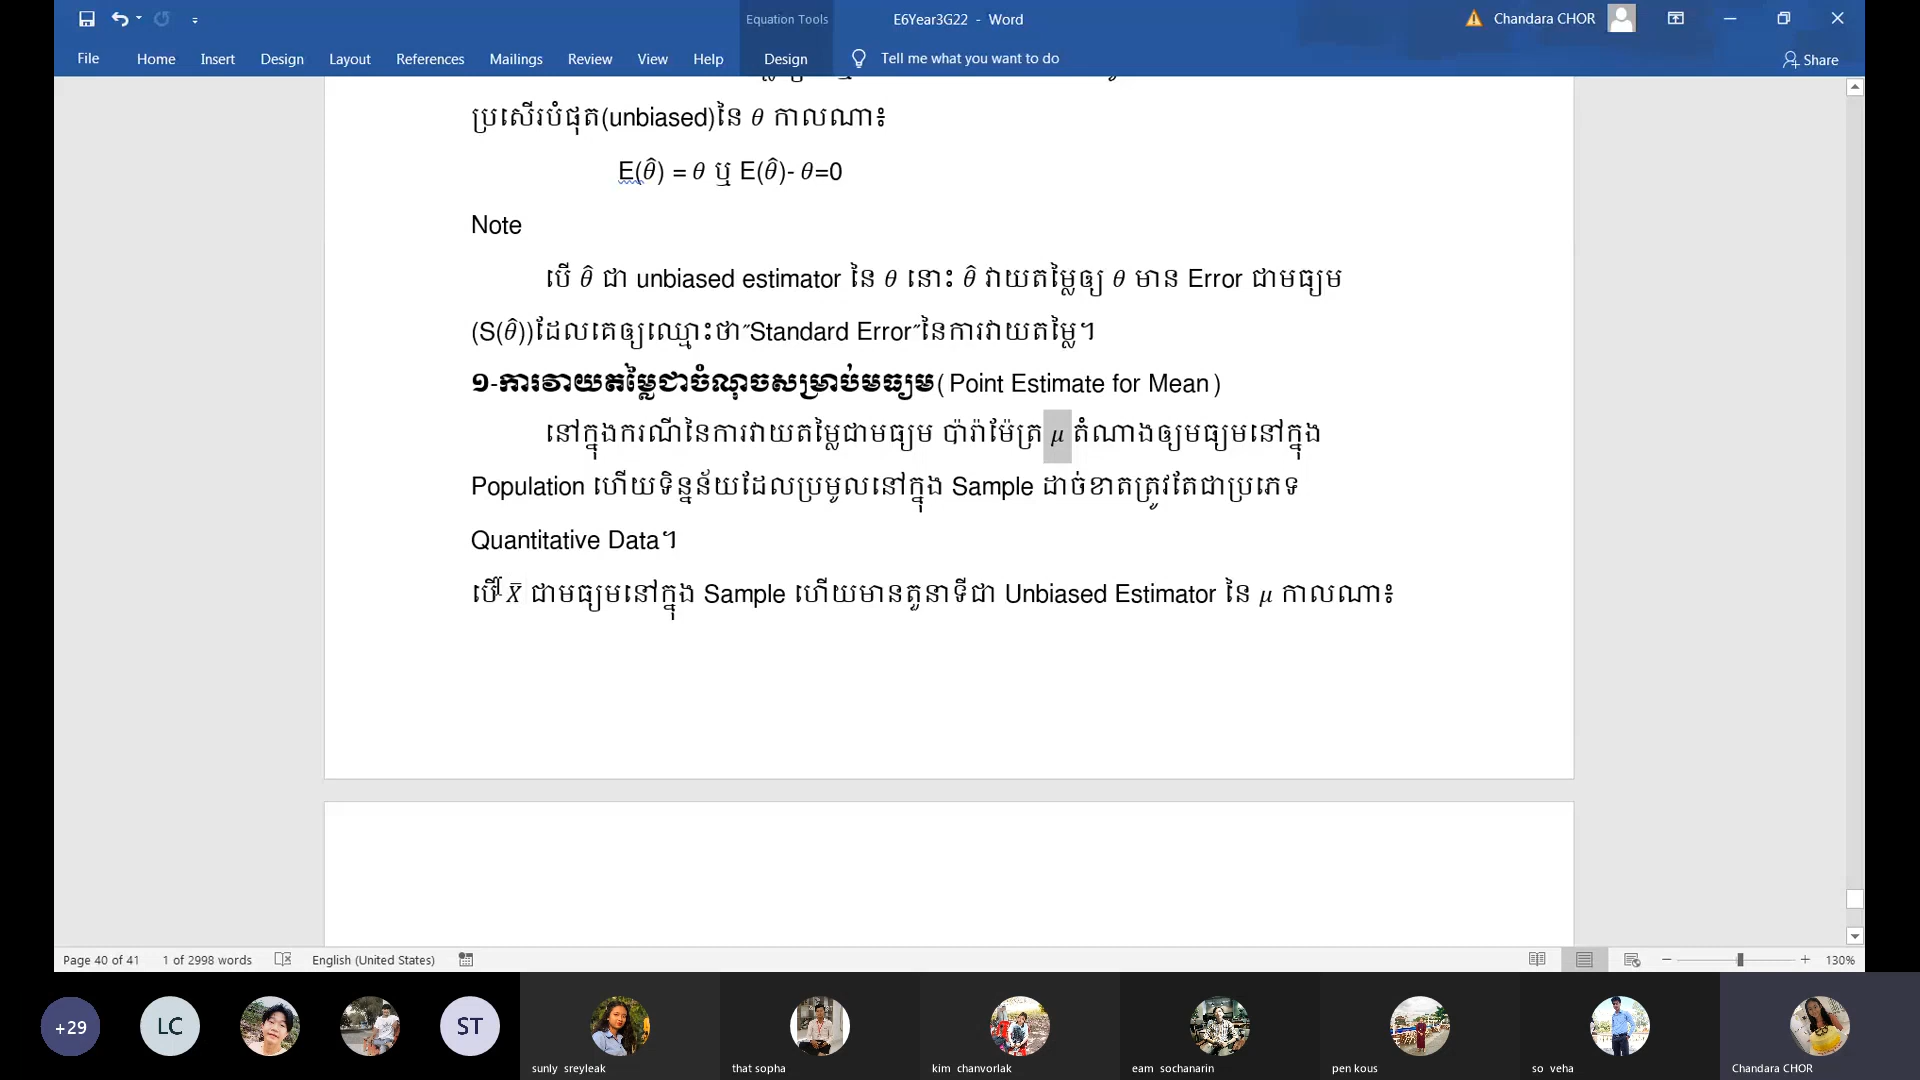 Equation Tools
E6Year3G22 - Word
Chandara CHOR
File Home Insert Design Layout References Mailings Review View Help Design Tell me what you want to do Share
ប្រសើរបំផុត(unbiased)នៃ θ កាលណា៖
E(θ̂) = θ ឬ E(θ̂)- θ=0
Note
បើ θ̂ ជា unbiased estimator នៃ θ នោះ θ̂ វាយតម្លៃឲ្យ θ មាន Error ជាមធ្យម
(S(θ̂))ដែលគេឲ្យឈ្មោះថា"Standard Error"នៃការវាយតម្លៃ។
១-ការវាយតម្លៃជាចំណុចសម្រាប់មធ្យម(Point Estimate for Mean)
នៅក្នុងករណីនៃការវាយតម្លៃជាមធ្យម ប៉ារ៉ាម៉ែត្រ μ តំណាងឲ្យមធ្យមនៅក្នុង
Population ហើយទិន្នន័យដែលប្រមូលនៅក្នុង Sample ដាច់ខាតត្រូវតែជាប្រភេទ
Quantitative Data។
បើ X̄ ជាមធ្យមនៅក្នុង Sample ហើយមានតួនាទីជា Unbiased Estimator នៃ μ កាលណា៖
Page 40 of 41 1 of 2998 words English (United States) 130%
+29 LC ST
sunly sreyleak that sopha kim chanvorlak eam sochanarin pen kous so veha Chandara CHOR